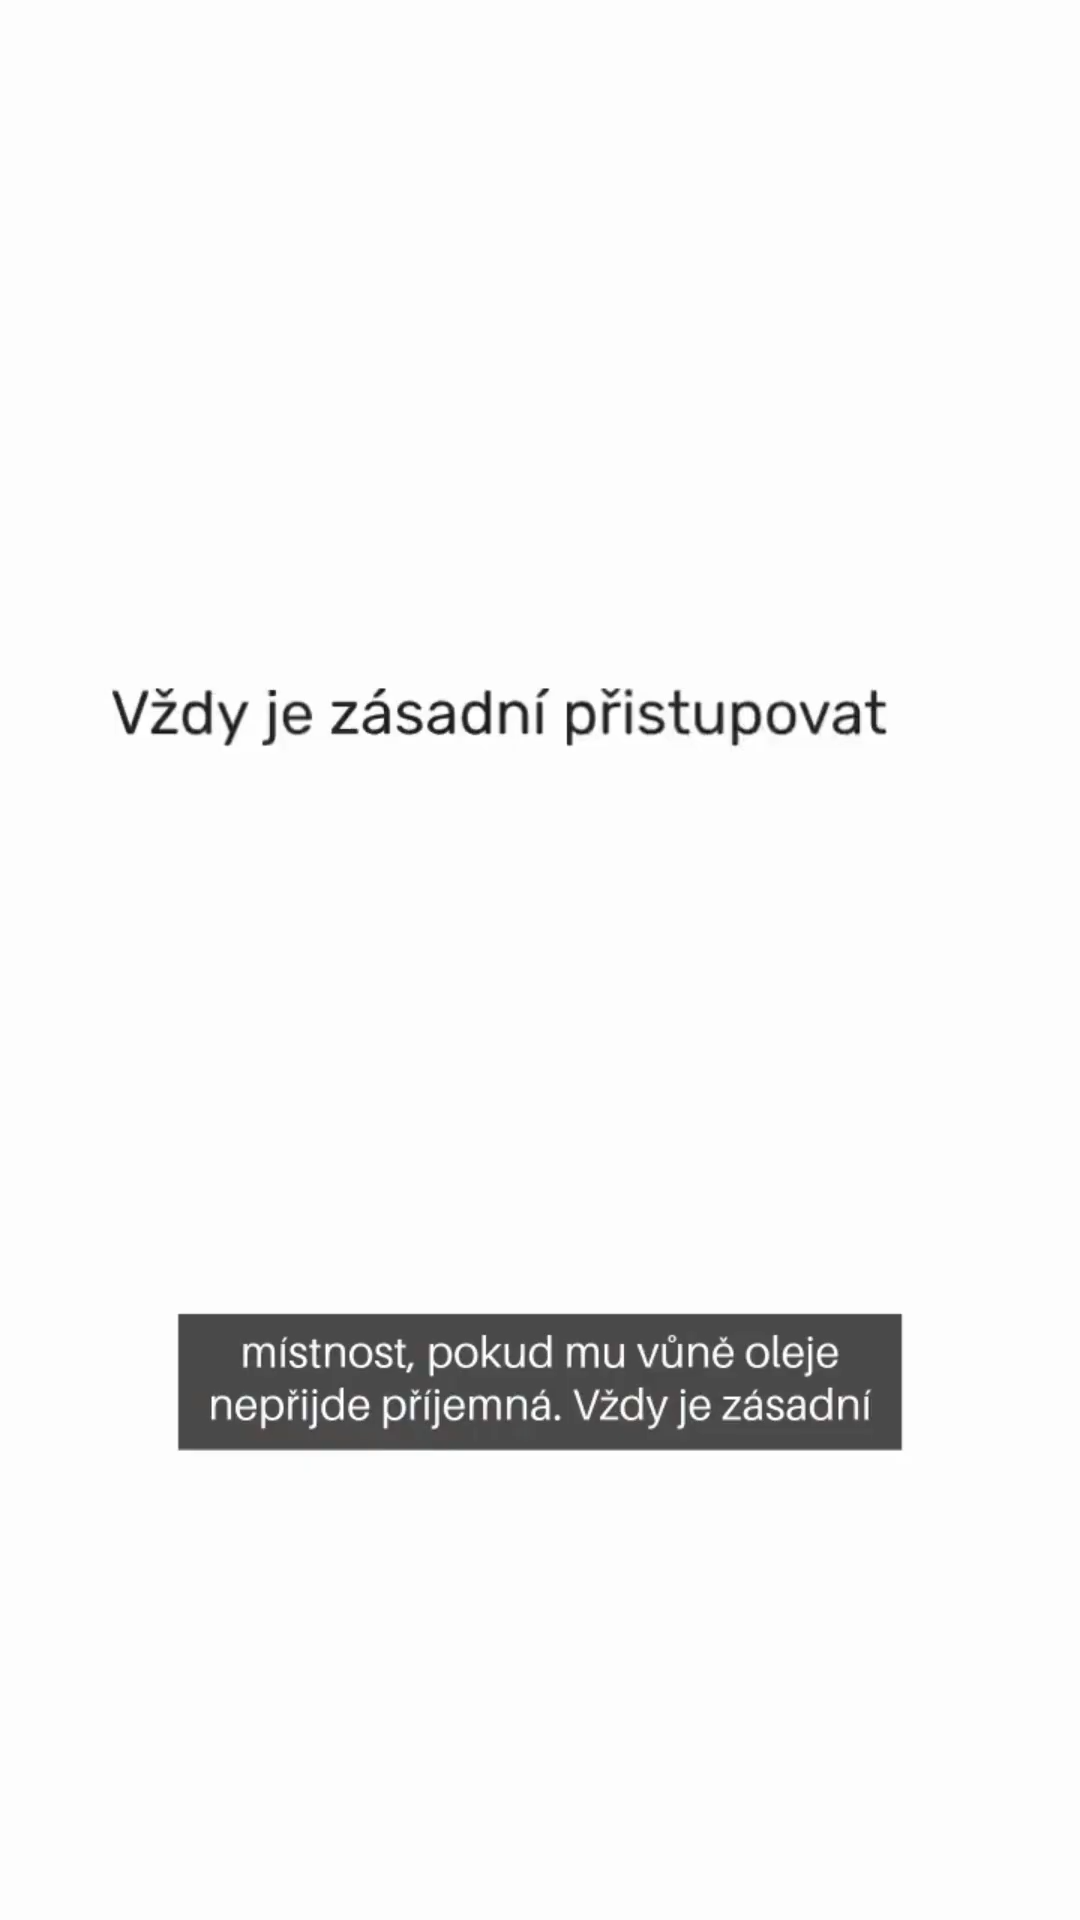 Vždy je zásadní přistupovat
místnost, pokud mu vůně oleje
nepřijde příjemná. Vždy je zásadní